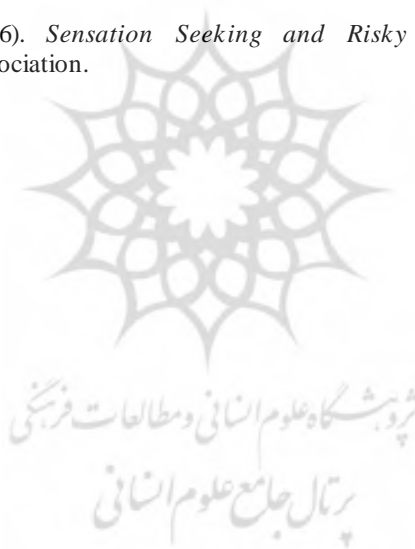 6). Sensation Seeking and Risky
ociation.
پژوهشگاه علوم انسانی و مطالعات فرهنگی
پرتال جامع علوم انسانی